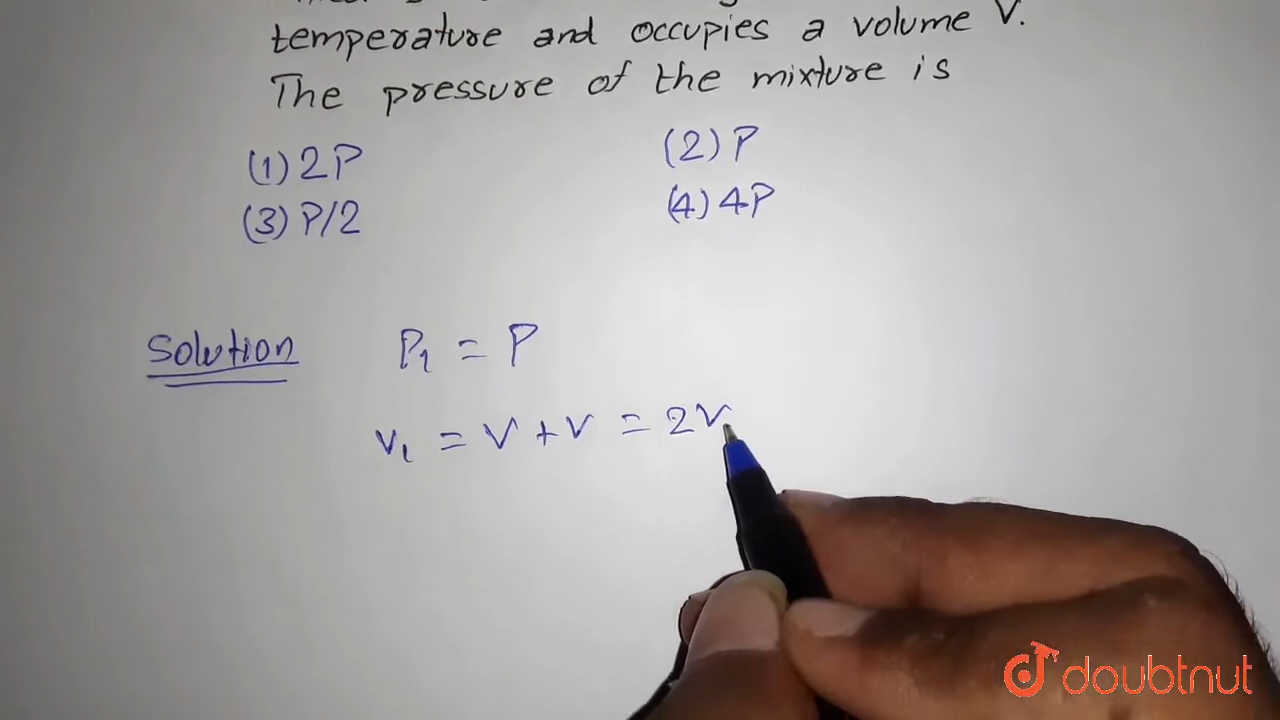 temperature and occupies a volume V.
The pressure of the mixture is
(1) 2P (2) P
(3) P/2 (4) 4P
Solution P1 = P
V1 = V + V = 2V
doubtnut